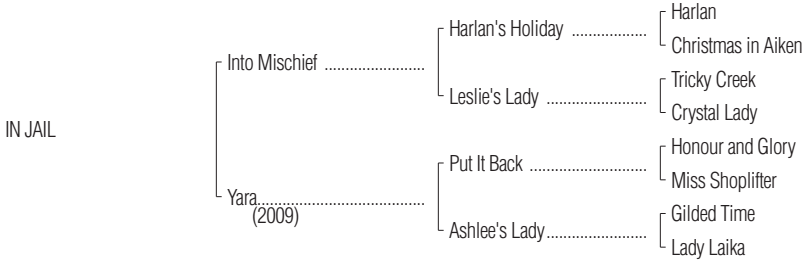 Harlan
Harlan's Holiday ...................
Christmas in Aiken
Into Mischief .........................
Tricky Creek
Leslie's Lady .........................
Crystal Lady
IN JAIL
Honour and Glory
Put It Back .............................
Miss Shoplifter
Yara..........................................
(2009)
Gilded Time
Ashlee's Lady.........................
Lady Laika